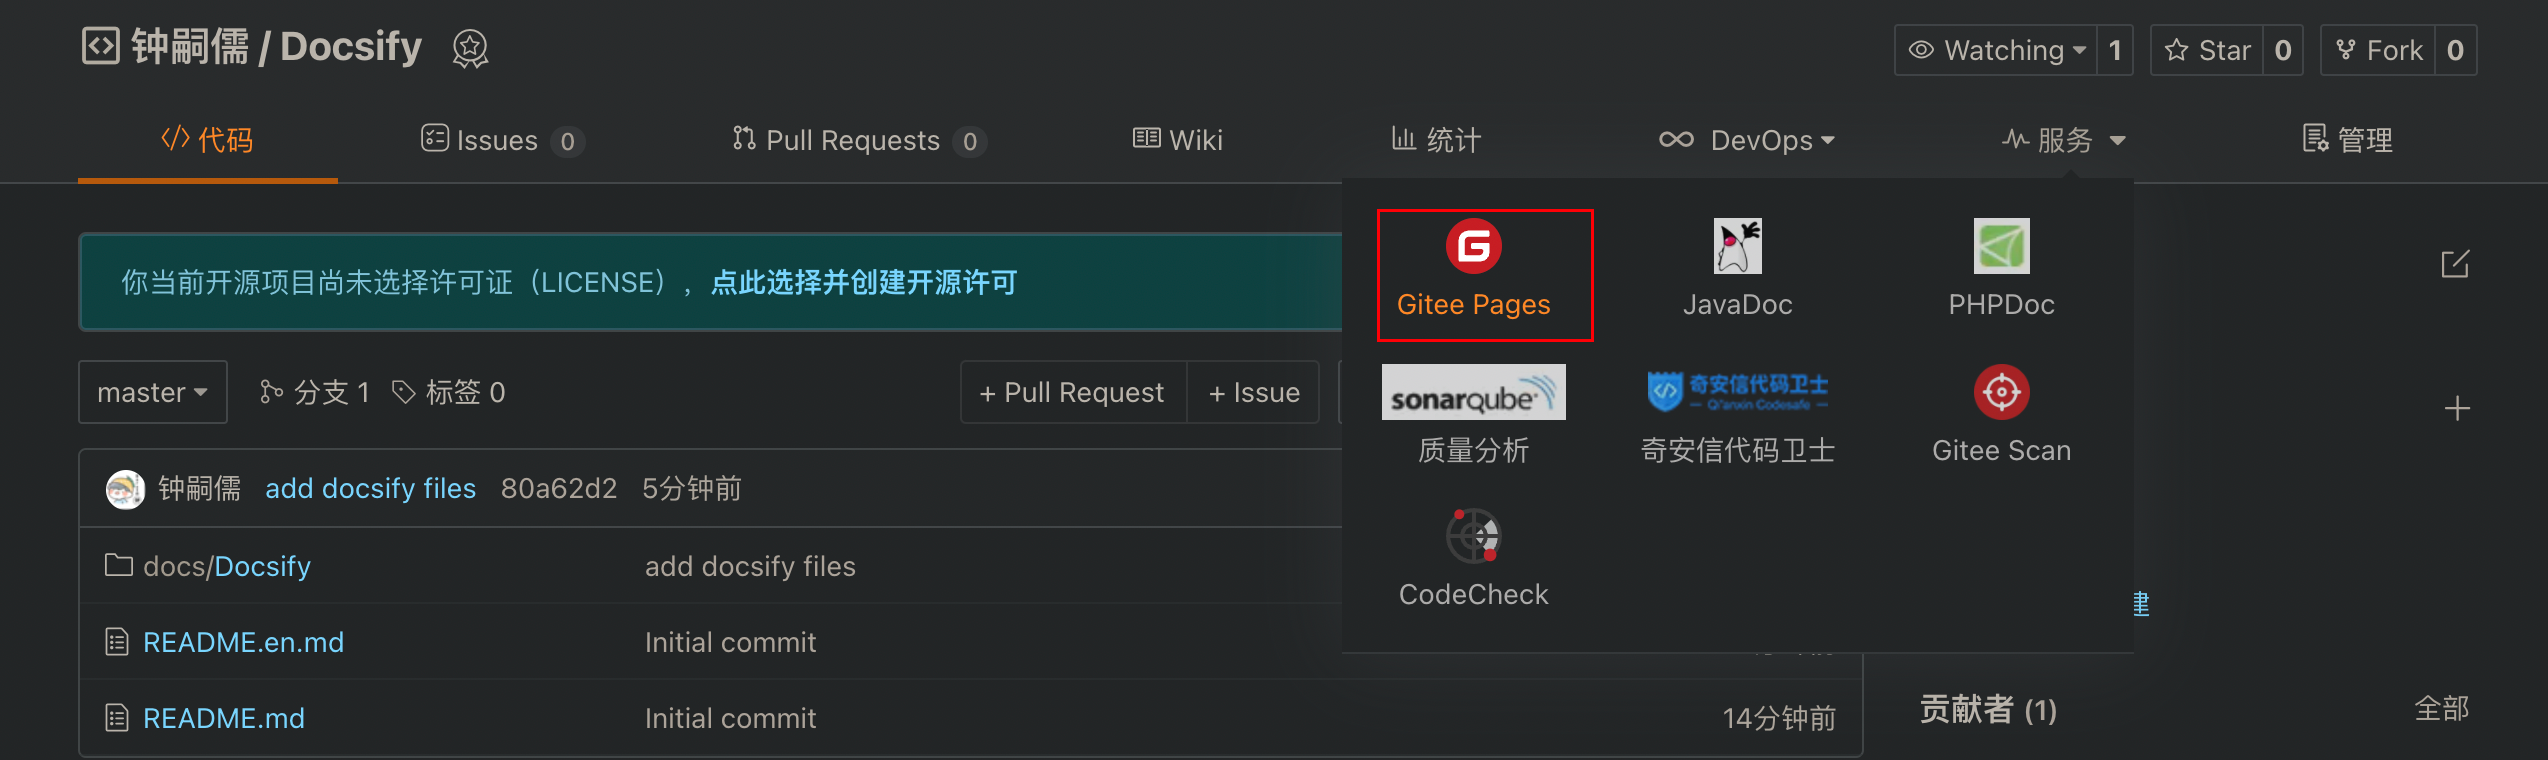 钟嗣儒 / Docsify
Watching 1
Star 0
Fork 0
代码
Issues 0
Pull Requests 0
Wiki
统计
DevOps
服务
管理
你当前开源项目尚未选择许可证（LICENSE），点此选择并创建开源许可
Gitee Pages
JavaDoc
PHPDoc
sonarqube
质量分析
奇安信代码卫士
Qi'anxin Codesafe
奇安信代码卫士
Gitee Scan
CodeCheck
master
分支 1
标签 0
+ Pull Request
+ Issue
钟嗣儒 add docsify files 80a62d2 5分钟前
docs/Docsify add docsify files
建
README.en.md Initial commit
README.md Initial commit 14分钟前
贡献者 (1)
全部